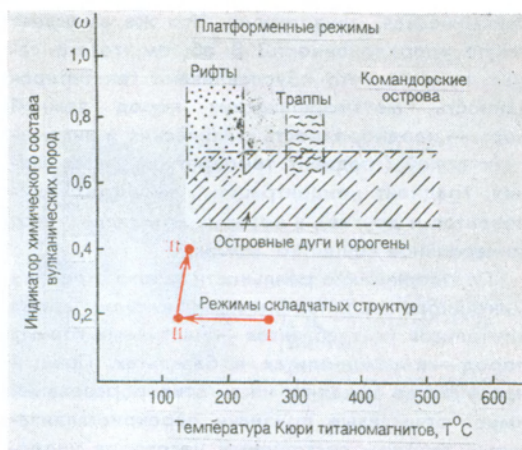 ω
Платформенные режимы
1,0
Рифты
Командорские
острова
Траппы
0,8
0,6
Островные дуги и орогены
0,4
Режимы складчатых структур
0,2
II
I
100 200 300 400 500 600
Температура Кюри титаномагнитов, T°C
Индикатор химического состава
вулканических пород